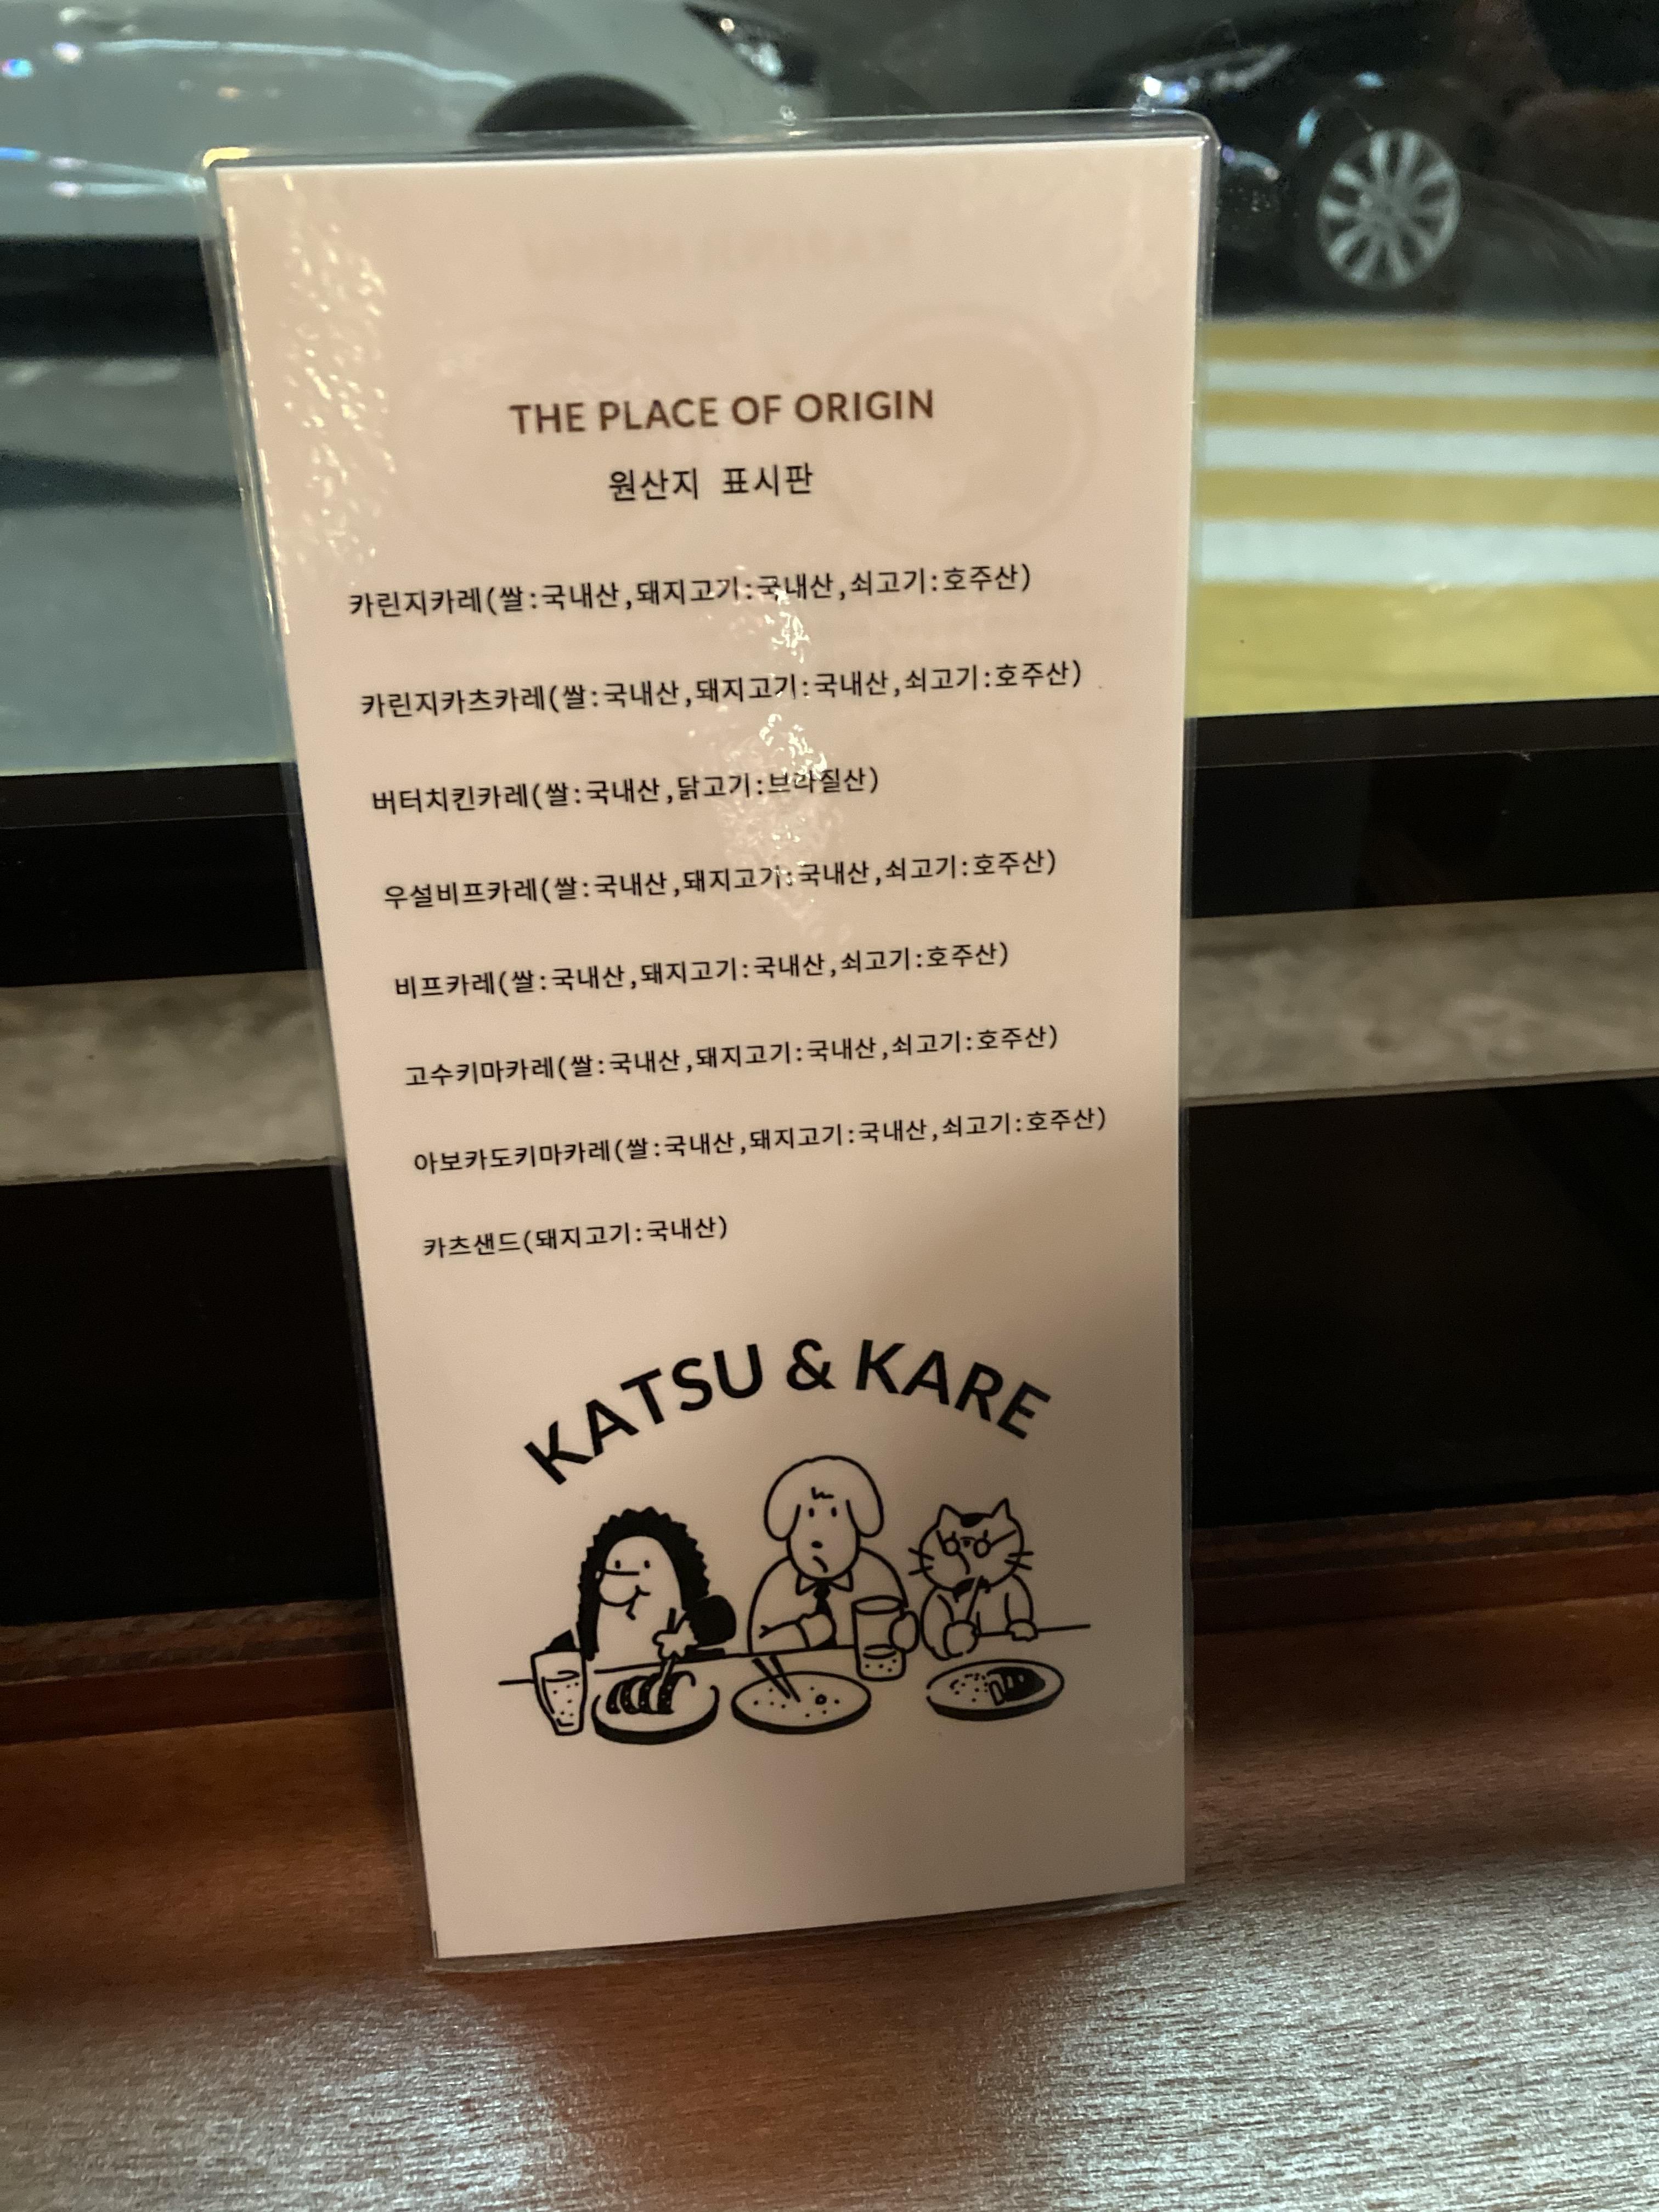 THE PLACE OF ORIGIN
원산지 표시판
카린지카레(쌀:국내산,돼지고기:국내산,쇠고기:호주산)
카린지카츠카레(쌀:국내산,돼지고기:국내산,쇠고기:호주산)
버터치킨카레(쌀:국내산,닭고기:브라질산)
우설비프카레(쌀:국내산,돼지고기:국내산,쇠고기:호주산)
비프카레(쌀:국내산,돼지고기:국내산,쇠고기:호주산)
고수키마카레(쌀:국내산,돼지고기:국내산,쇠고기:호주산)
아보카도키마카레(쌀:국내산,돼지고기:국내산,쇠고기:호주산)
카츠샌드(돼지고기:국내산)
KATSU & KARE